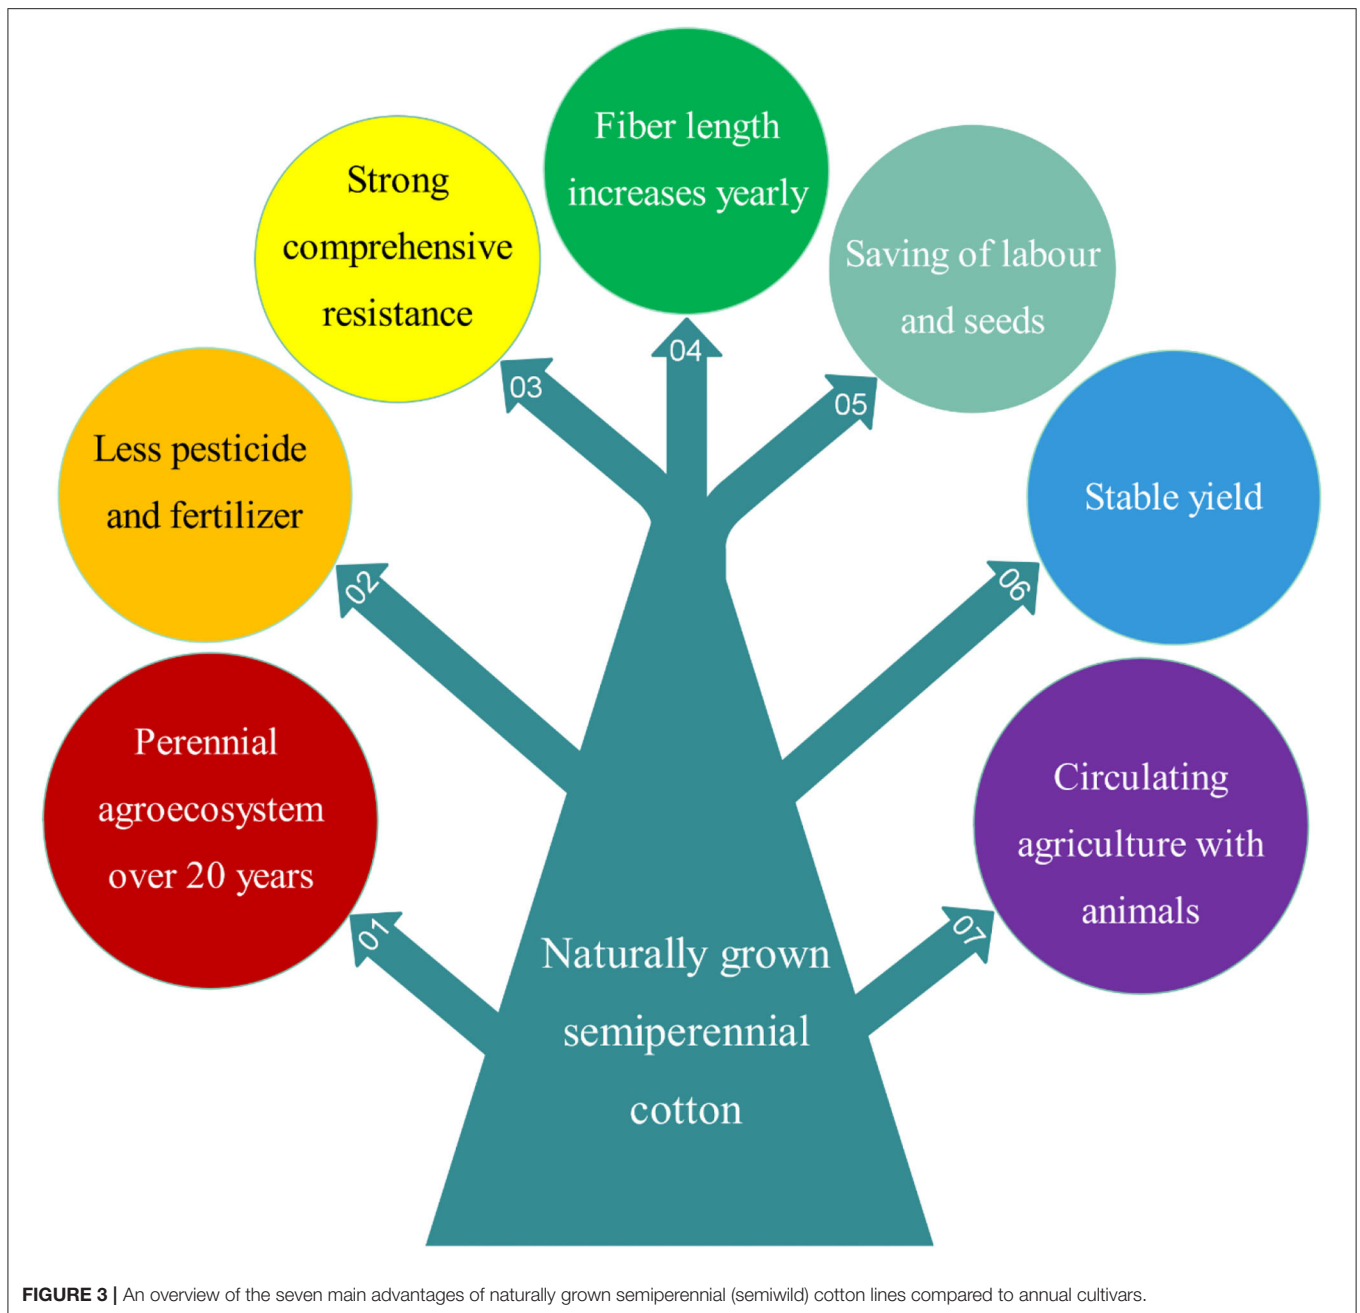 Perennial
agroecosystem
over 20 years
01
Less pesticide
and fertilizer
02
Strong
comprehensive
resistance
03
Fiber length
increases yearly
04
Saving of labour
and seeds
05
Stable yield
06
Circulating
agriculture with
animals
07
Naturally grown
semiperennial
cotton
FIGURE 3 | An overview of the seven main advantages of naturally grown semiperennial (semiwild) cotton lines compared to annual cultivars.